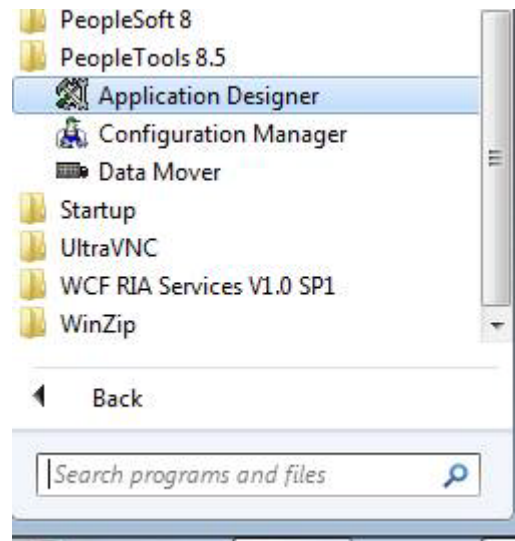 PeopleSoft 8
PeopleTools 8.5
Application Designer
Configuration Manager
Data Mover
Startup
UltraVNC
WCF RIA Services V1.0 SP1
WinZip
Back
Search programs and files